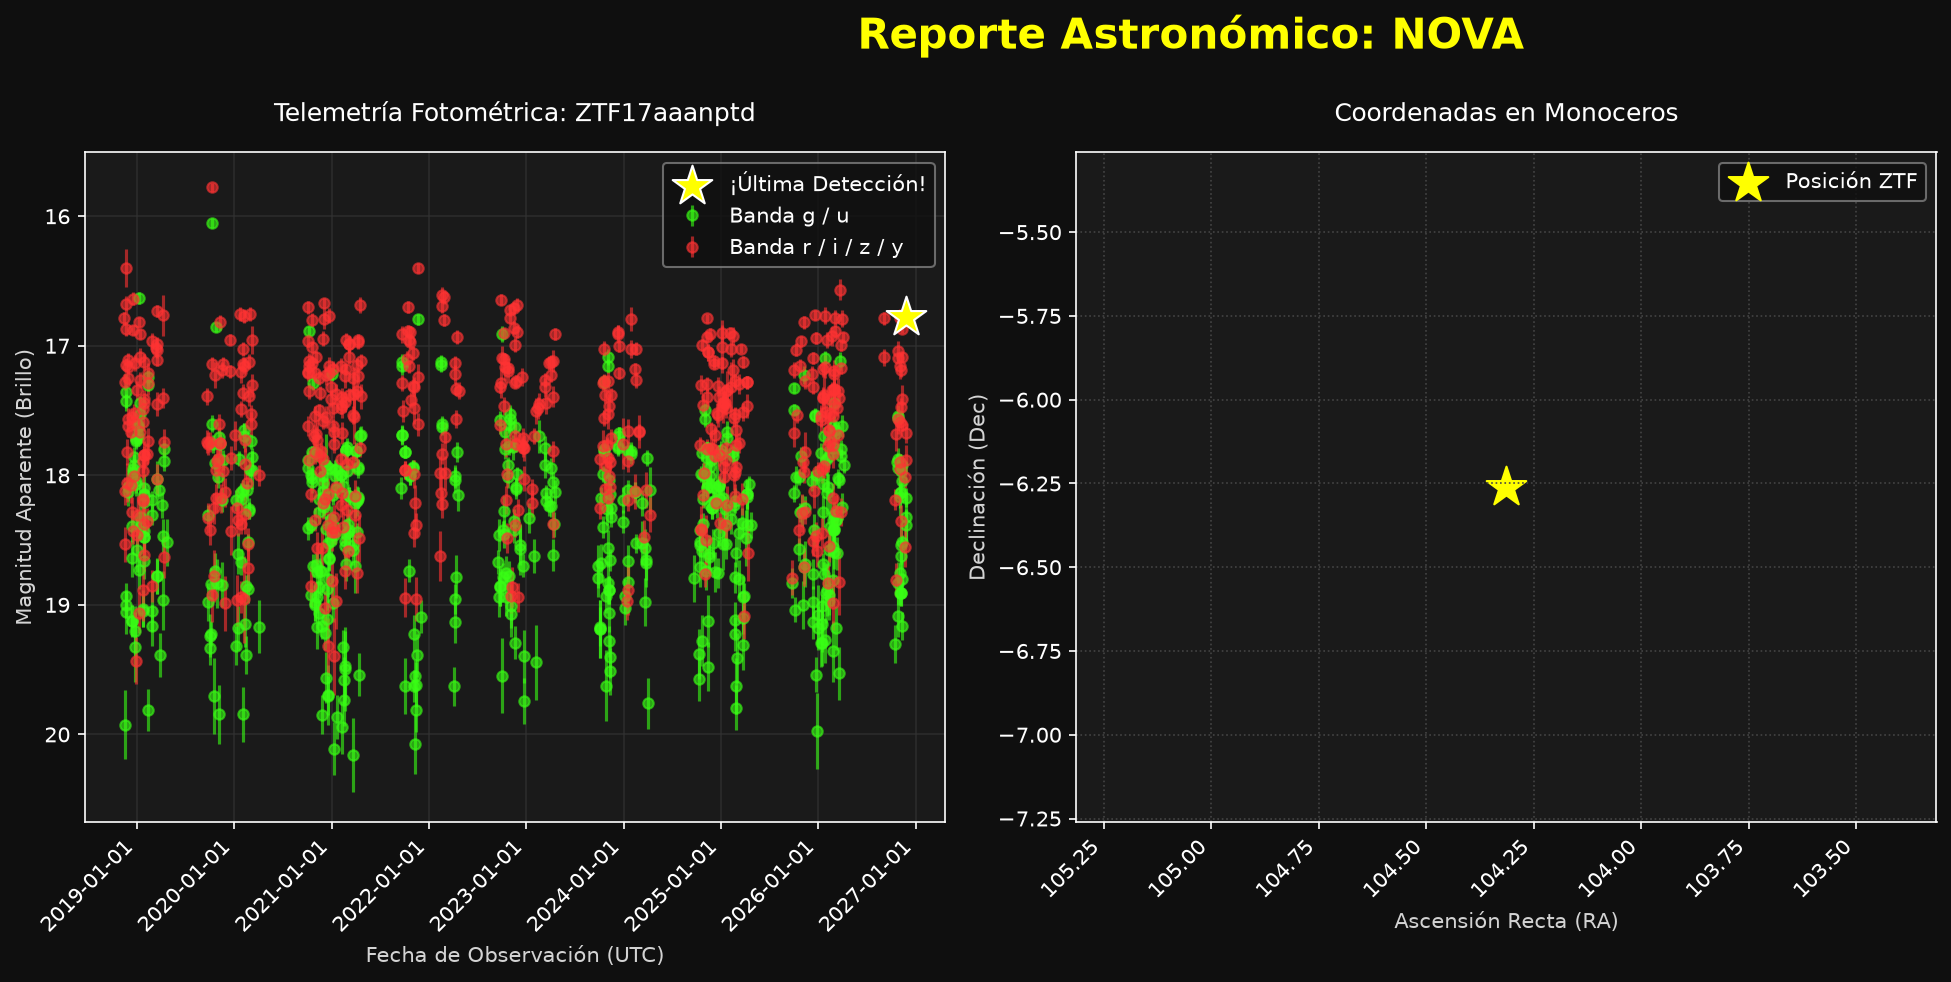 Reporte Astronómico: NOVA
Telemetría Fotométrica: ZTF17aaanptd
¡Última Detección!
Banda g / u
Banda r / i / z / y
Magnitud Aparente (Brillo)
16
17
18
19
20
2019-01-01
2020-01-01
2021-01-01
2022-01-01
2023-01-01
2024-01-01
2025-01-01
2026-01-01
2027-01-01
Fecha de Observación (UTC)
Coordenadas en Monoceros
Posición ZTF
Declinación (Dec)
−5.50
−5.75
−6.00
−6.25
−6.50
−6.75
−7.00
−7.25
105.25
105.00
104.75
104.50
104.25
104.00
103.75
103.50
Ascensión Recta (RA)